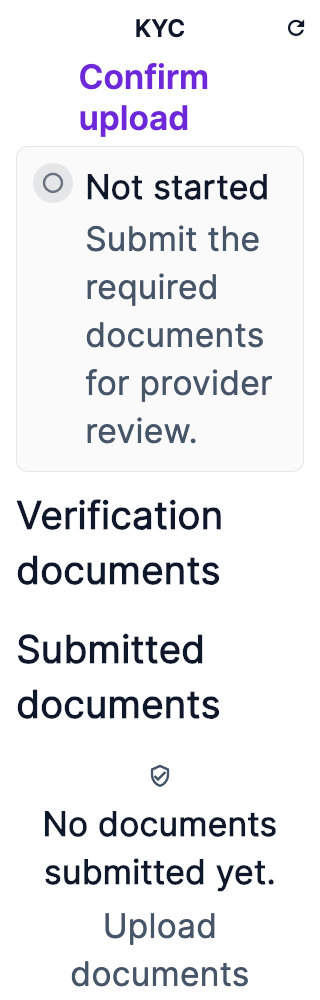 KYC
Confirm
upload
Not started
Submit the
required
documents
for provider
review.
Verification
documents
Submitted
documents
No documents
submitted yet.
Upload
documents